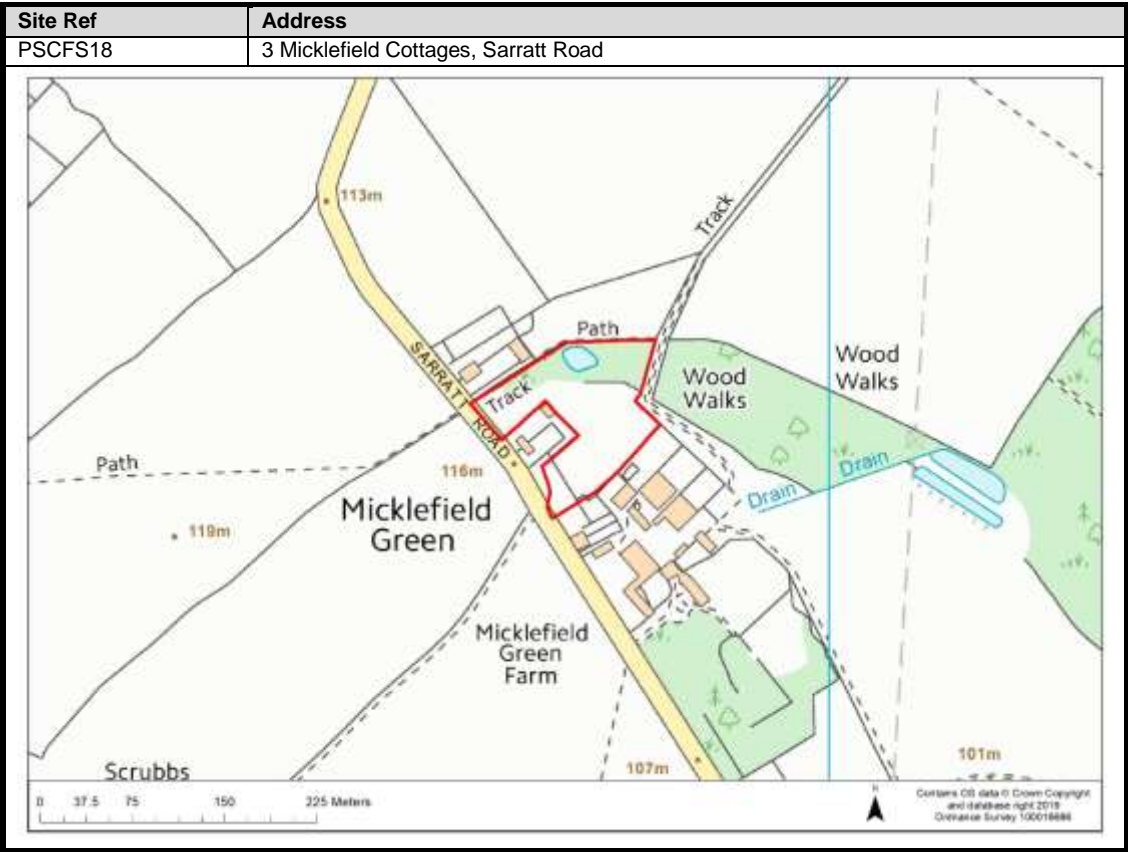 Site Ref Address
PSCFS18 3 Micklefield Cottages, Sarratt Road
113m
Track
Path
SARRATT ROAD
Track
Wood
Walks
Wood
Walks
Path
116m
Drain
Drain
Micklefield
Green
119m
Micklefield
Green
Farm
107m
101m
Scrubbs
0 37.5 75 150 225 Meters
N
Contains OS data © Crown Copyright
and database right 2019
Ordnance Survey 100018686